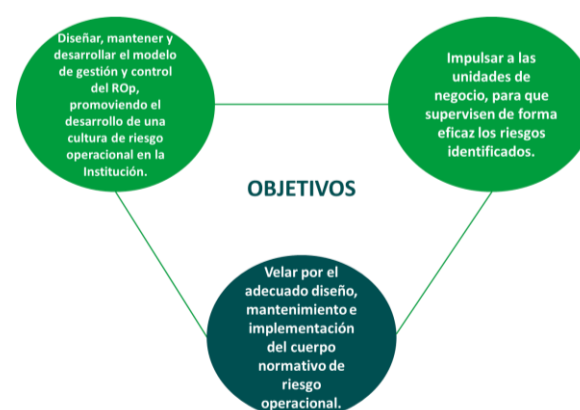 Diseñar, mantener y
desarrollar el modelo
de gestión y control
del ROp,
promoviendo el
desarrollo de una
cultura de riesgo
operacional en la
Institución.
Impulsar a las
unidades de
negocio, para que
supervisen de forma
eficaz los riesgos
identificados.
OBJETIVOS
Velar por el
adecuado diseño,
mantenimiento e
implementación
del cuerpo
normativo de
riesgo
operacional.